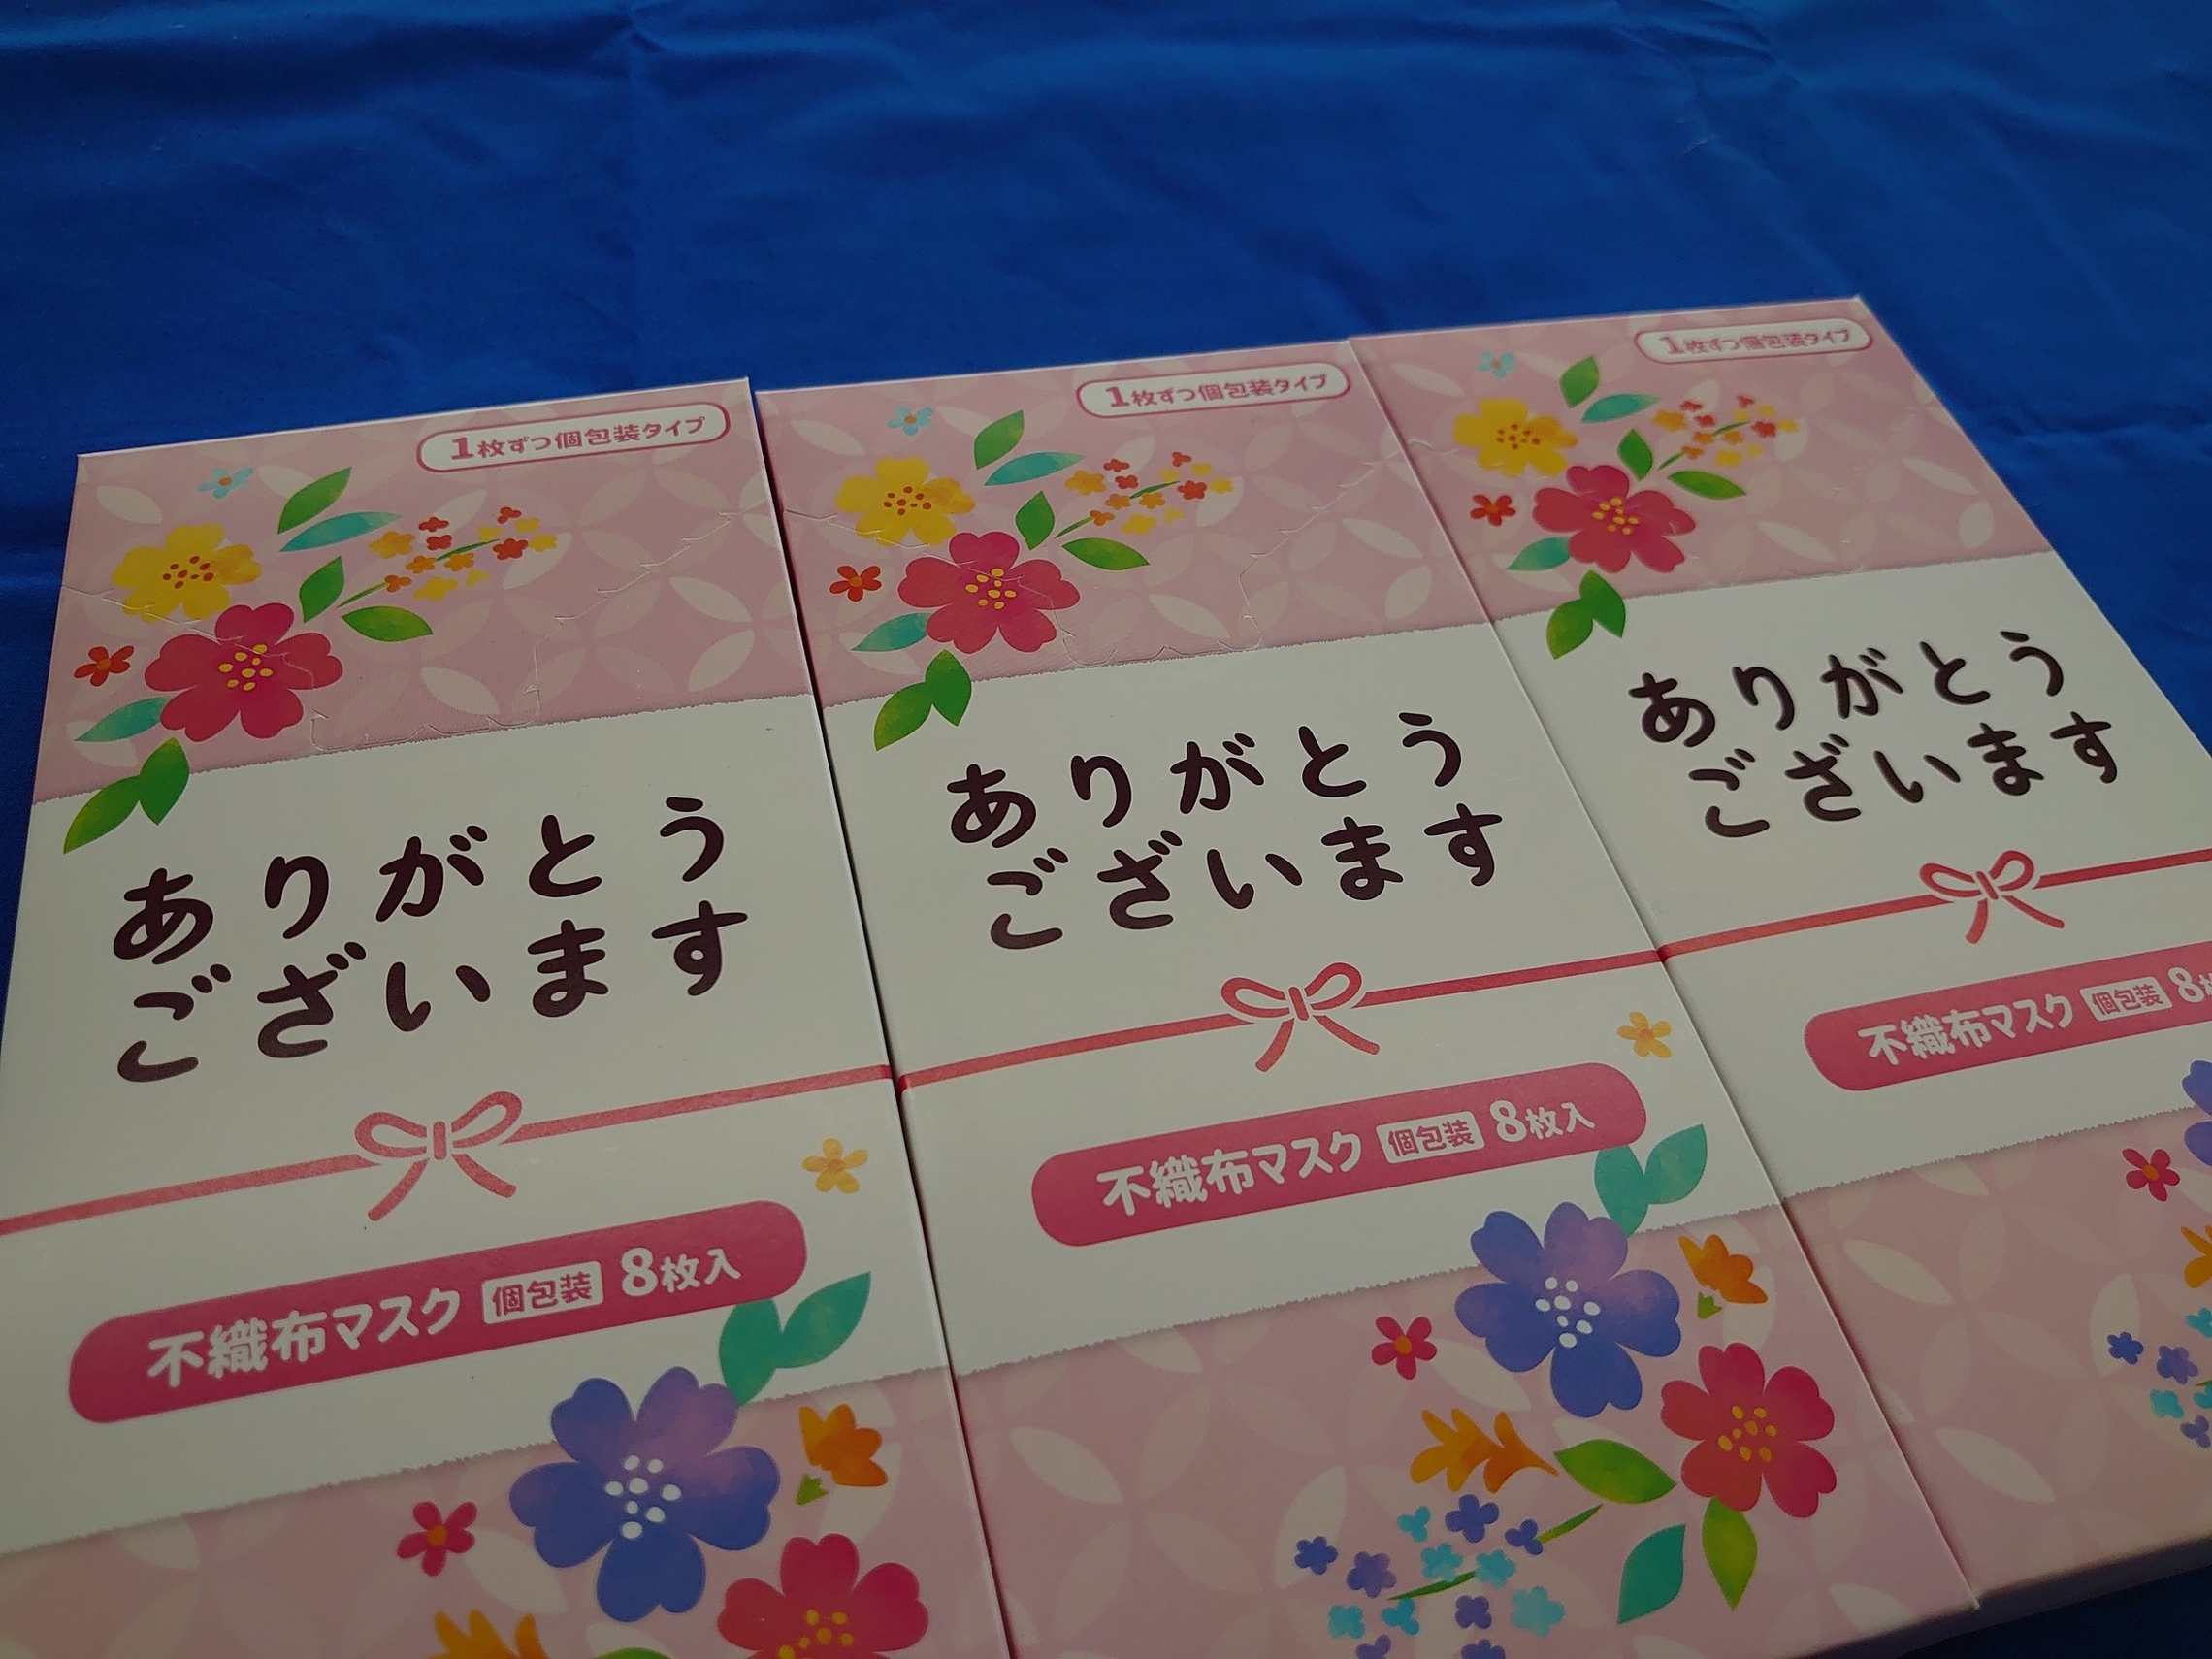 1枚ずつ個包装タイプ
ありがとう
ございます
不織布マスク 個包装 8枚入
1枚ずつ個包装タイプ
ありがとう
ございます
不織布マスク 個包装 8枚入
1枚ずつ個包装タイプ
ありがとう
ございます
不織布マスク 個包装 8枚